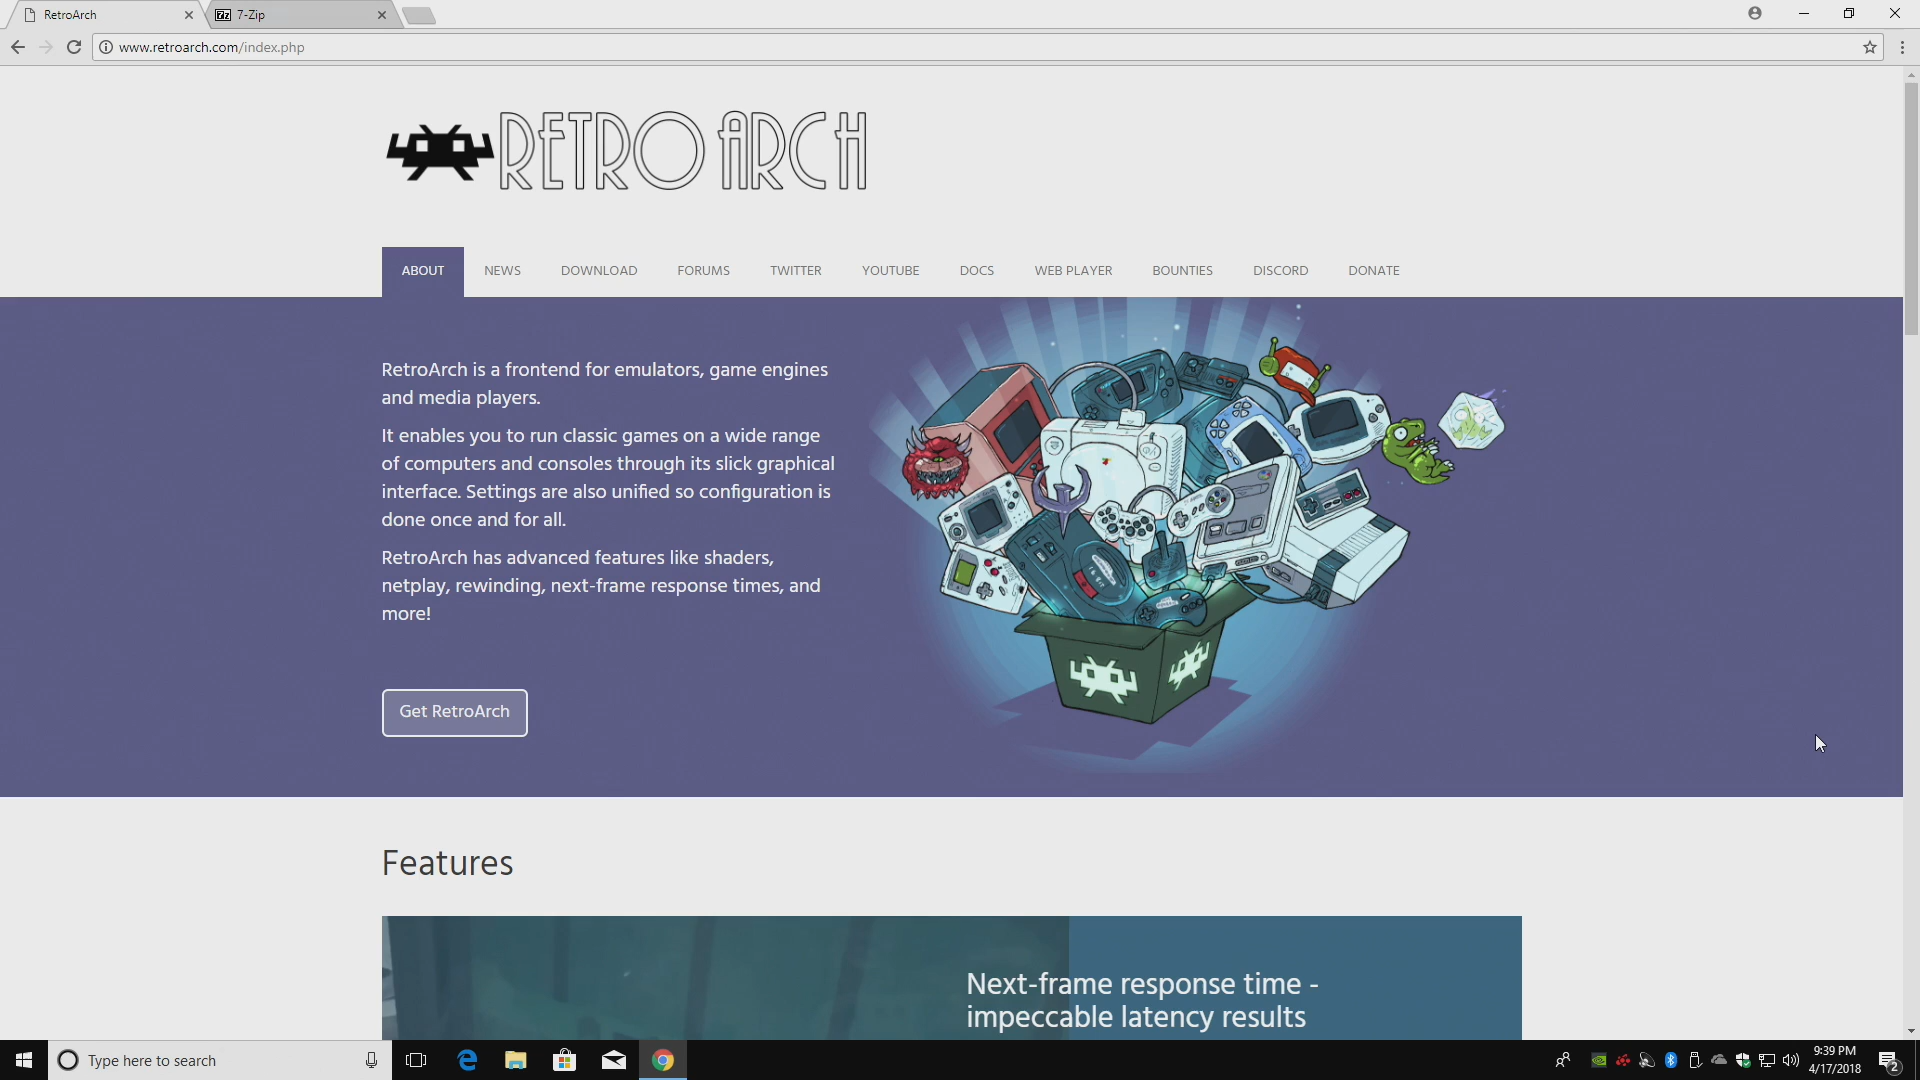 RetroArch
7-Zip
www.retroarch.com/index.php
RETROARCH
ABOUT
NEWS
DOWNLOAD
FORUMS
TWITTER
YOUTUBE
DOCS
WEB PLAYER
BOUNTIES
DISCORD
DONATE
RetroArch is a frontend for emulators, game engines
and media players.
It enables you to run classic games on a wide range
of computers and consoles through its slick graphical
interface. Settings are also unified so configuration is
done once and for all.
RetroArch has advanced features like shaders,
netplay, rewinding, next-frame response times, and
more!
Get RetroArch
Features
Next-frame response time -
impeccable latency results
Type here to search
9:39 PM
4/17/2018
2